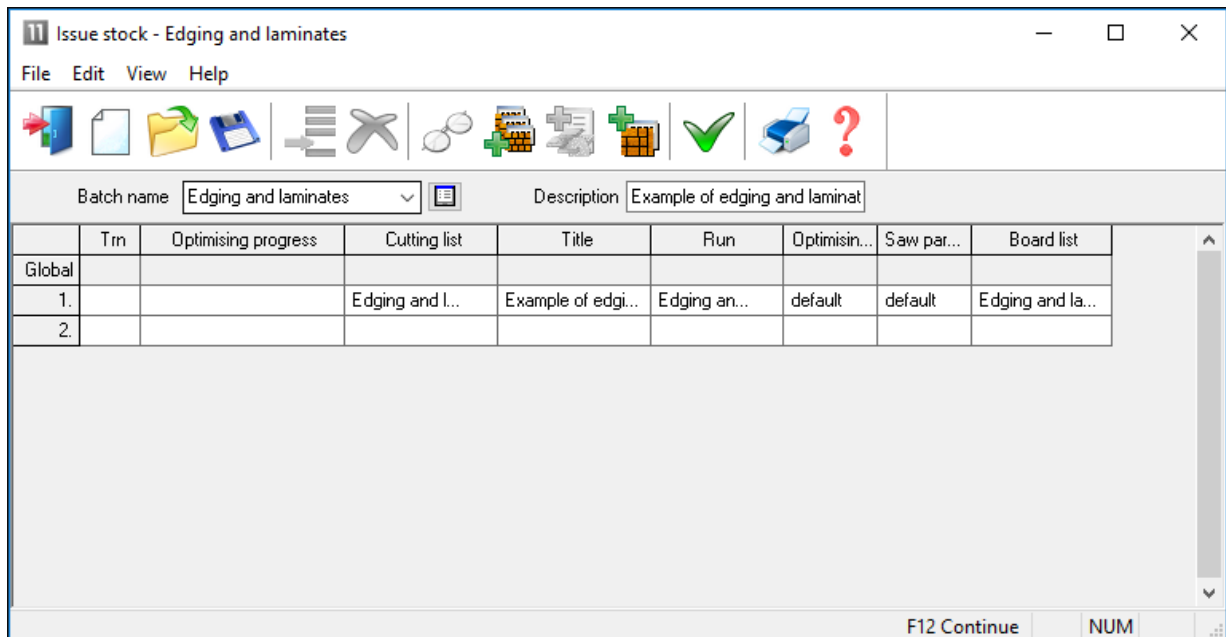 11 Issue stock - Edging and laminates
File Edit View Help
Batch name Edging and laminates Description Example of edging and laminat
Trn Optimising progress Cutting list Title Run Optimisin... Saw par... Board list
Global
1. Edging and l... Example of edgi... Edging an... default default Edging and la...
2.
F12 Continue NUM